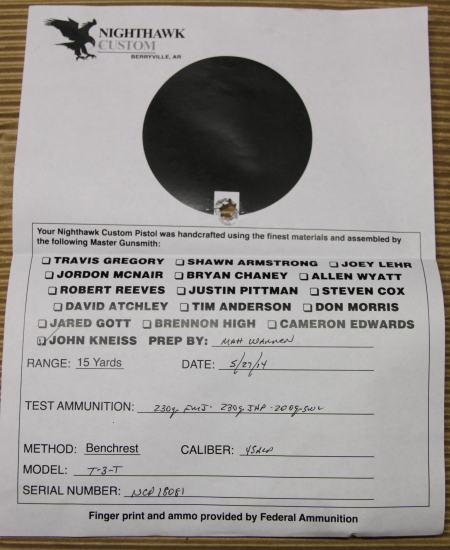 NIGHTHAWK
CUSTOM
BERRYVILLE, AR
Your Nighthawk Custom Pistol was handcrafted using the finest materials and assembled by
the following Master Gunsmith:
☐ TRAVIS GREGORY ☐ SHAWN ARMSTRONG ☐ JOEY LEHR
☐ JORDON MCNAIR ☐ BRYAN CHANEY ☐ ALLEN WYATT
☐ ROBERT REEVES ☐ JUSTIN PITTMAN ☐ STEVEN COX
☐ DAVID ATCHLEY ☐ TIM ANDERSON ☐ DON MORRIS
☐ JARED GOTT ☐ BRENNON HIGH ☐ CAMERON EDWARDS
☑ JOHN KNEISS PREP BY: MATT WARREN
RANGE: 15 Yards DATE: 5/27/14
TEST AMMUNITION: 230g FMJ - 230g JHP - 200g SWC
METHOD: Benchrest CALIBER: 45ACP
MODEL: T-3-T
SERIAL NUMBER: NCP18081
Finger print and ammo provided by Federal Ammunition